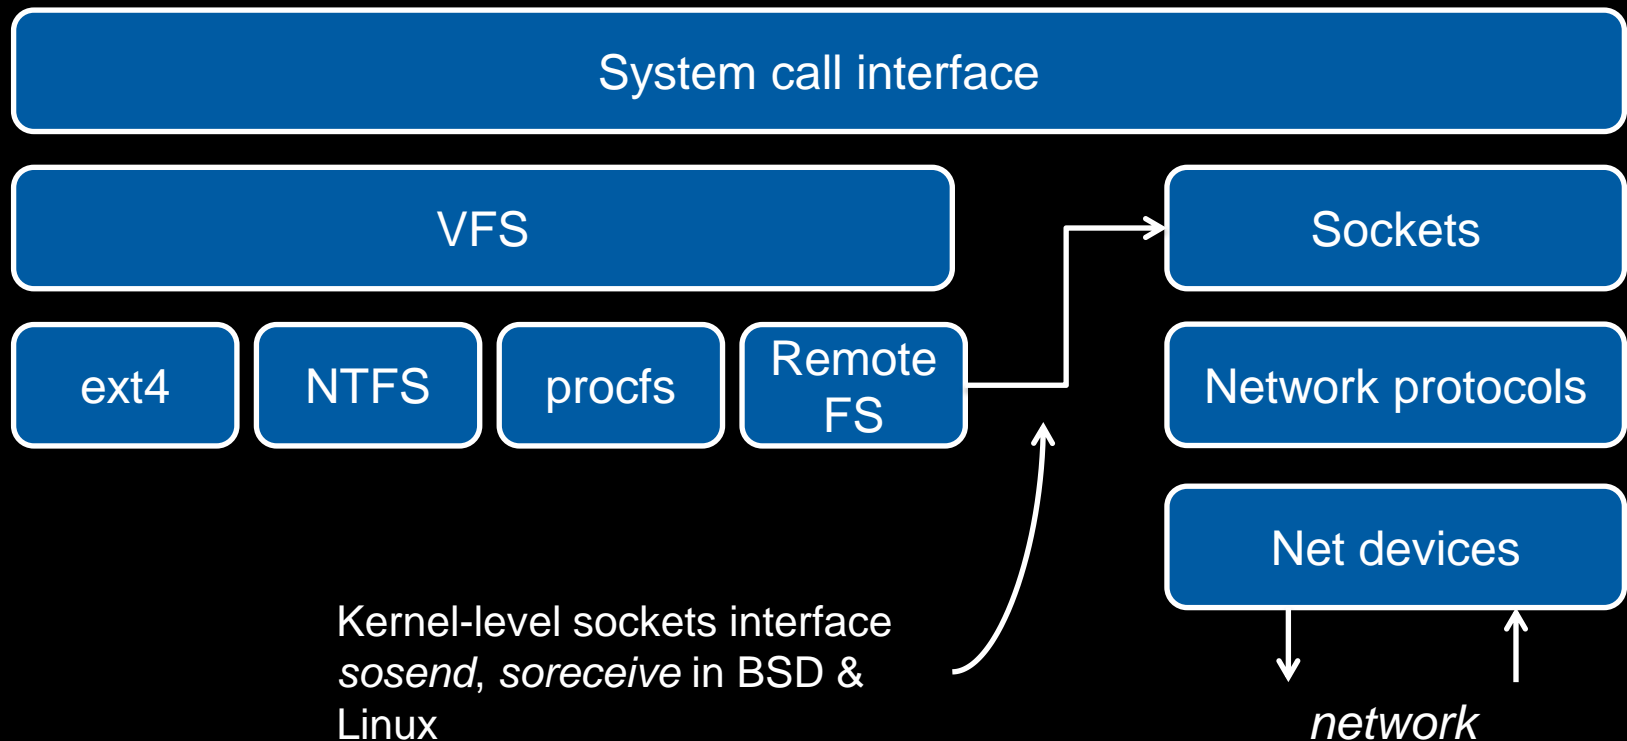 System call interface
VFS
Sockets
ext4
NTFS
procfs
Remote
FS
Network protocols
Net devices
Kernel-level sockets interface
sosend, soreceive in BSD &
Linux
network